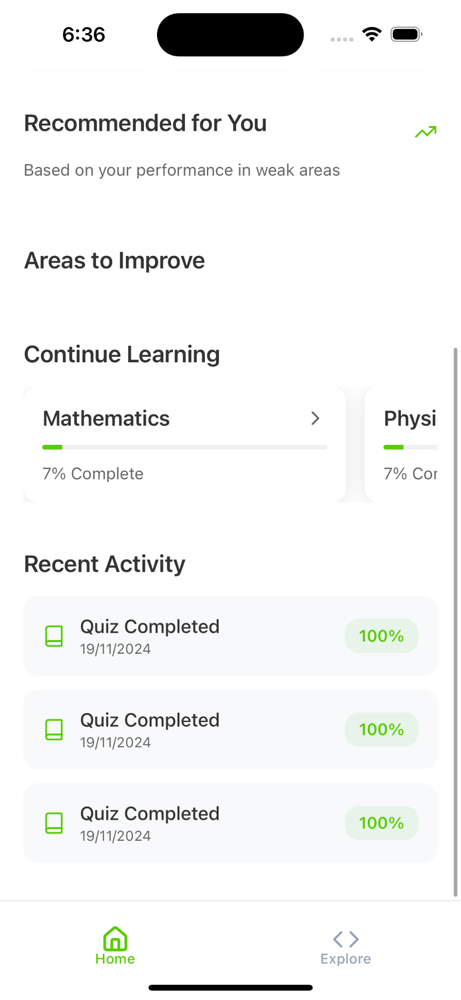 6:36
Recommended for You
Based on your performance in weak areas
Areas to Improve
Continue Learning
Mathematics
7% Complete
Physi
7% Cor
Recent Activity
Quiz Completed
19/11/2024
100%
Quiz Completed
19/11/2024
100%
Quiz Completed
19/11/2024
100%
Home
Explore